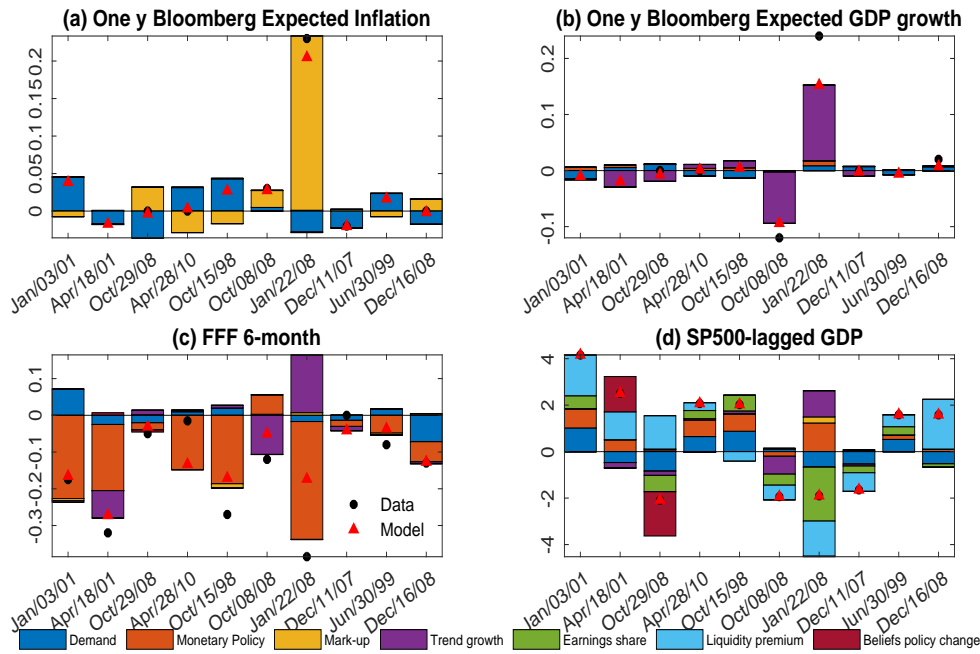 (a) One y Bloomberg Expected Inflation
0.2
0.15
0.1
0.05
0
Jan/03/01
Apr/18/01
Oct/29/08
Apr/28/10
Oct/15/98
Oct/08/08
Jan/22/08
Dec/11/07
Jun/30/99
Dec/16/08
(b) One y Bloomberg Expected GDP growth
0.2
0.1
0
-0.1
Jan/03/01
Apr/18/01
Oct/29/08
Apr/28/10
Oct/15/98
Oct/08/08
Jan/22/08
Dec/11/07
Jun/30/99
Dec/16/08
(c) FFF 6-month
0.1
0
-0.1
-0.2
-0.3
Data
Model
Jan/03/01
Apr/18/01
Oct/29/08
Apr/28/10
Oct/15/98
Oct/08/08
Jan/22/08
Dec/11/07
Jun/30/99
Dec/16/08
(d) SP500-lagged GDP
4
2
0
-2
-4
Jan/03/01
Apr/18/01
Oct/29/08
Apr/28/10
Oct/15/98
Oct/08/08
Jan/22/08
Dec/11/07
Jun/30/99
Dec/16/08
Demand Monetary Policy Mark-up Trend growth Earnings share Liquidity premium Beliefs policy change